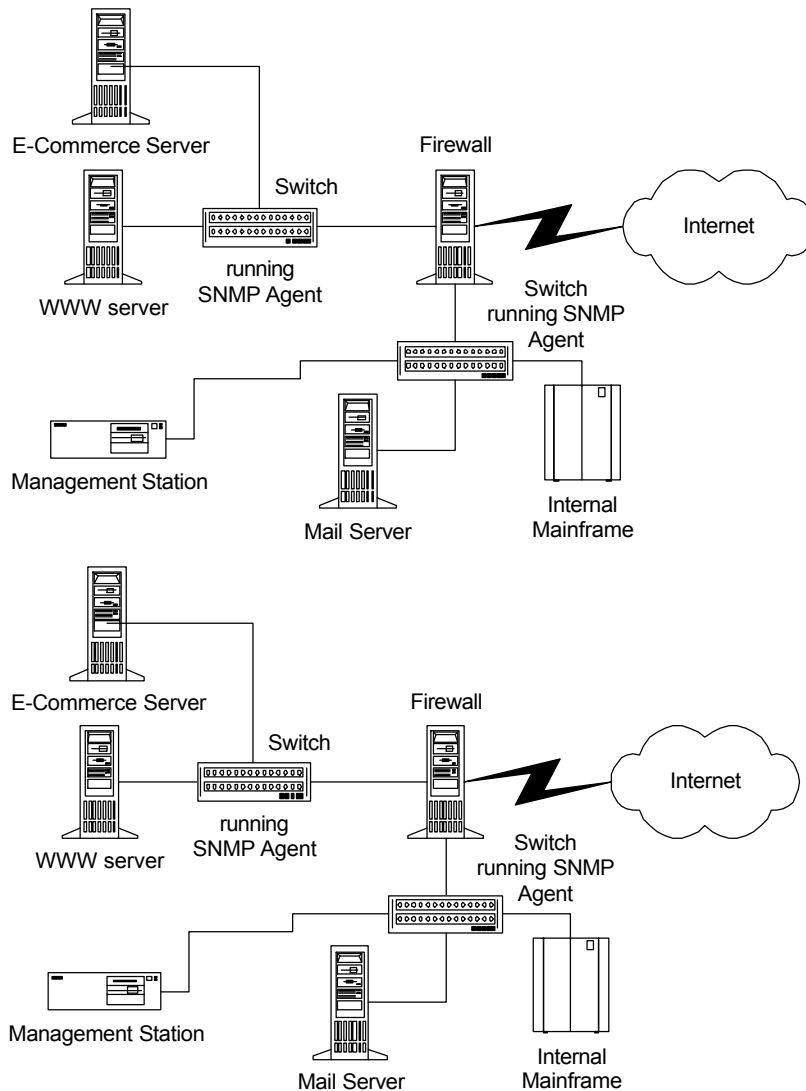 E-Commerce Server
Firewall
Switch
Internet
running
SNMP Agent
WWW server
Switch
running SNMP
Agent
Management Station
Mail Server
Internal
Mainframe
E-Commerce Server
Firewall
Switch
Internet
running
SNMP Agent
WWW server
Switch
running SNMP
Agent
Management Station
Mail Server
Internal
Mainframe